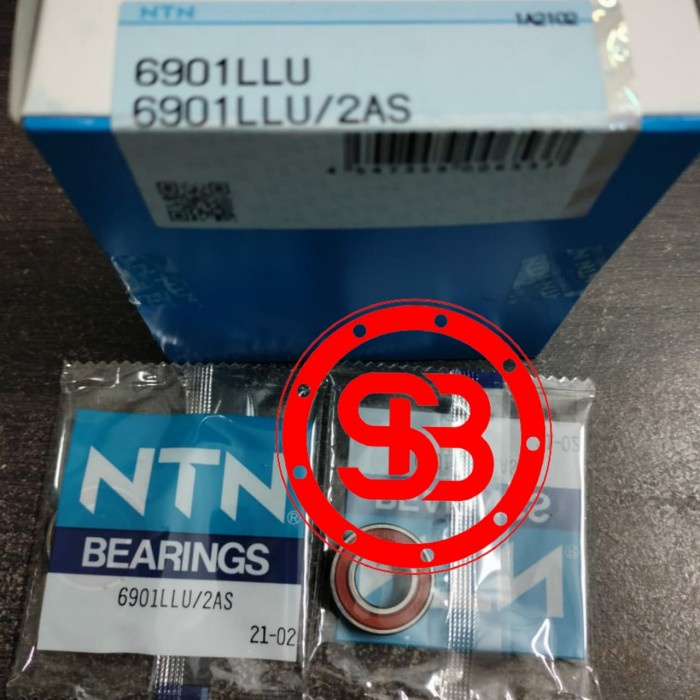 NTN
1A2102
6901LLU
6901LLU/2AS
SB
NTN®
BEARINGS
6901LLU/2AS
21-02